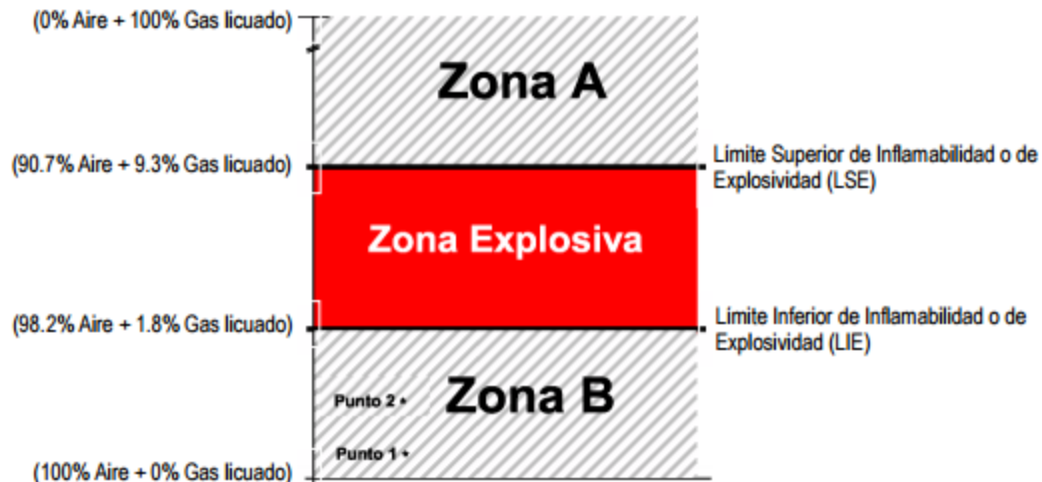 (0% Aire + 100% Gas licuado)
Zona A
(90.7% Aire + 9.3% Gas licuado)
Limite Superior de Inflamabilidad o de
Explosividad (LSE)
Zona Explosiva
(98.2% Aire + 1.8% Gas licuado)
Limite Inferior de Inflamabilidad o de
Explosividad (LIE)
Punto 2
Zona B
Punto 1
(100% Aire + 0% Gas licuado)